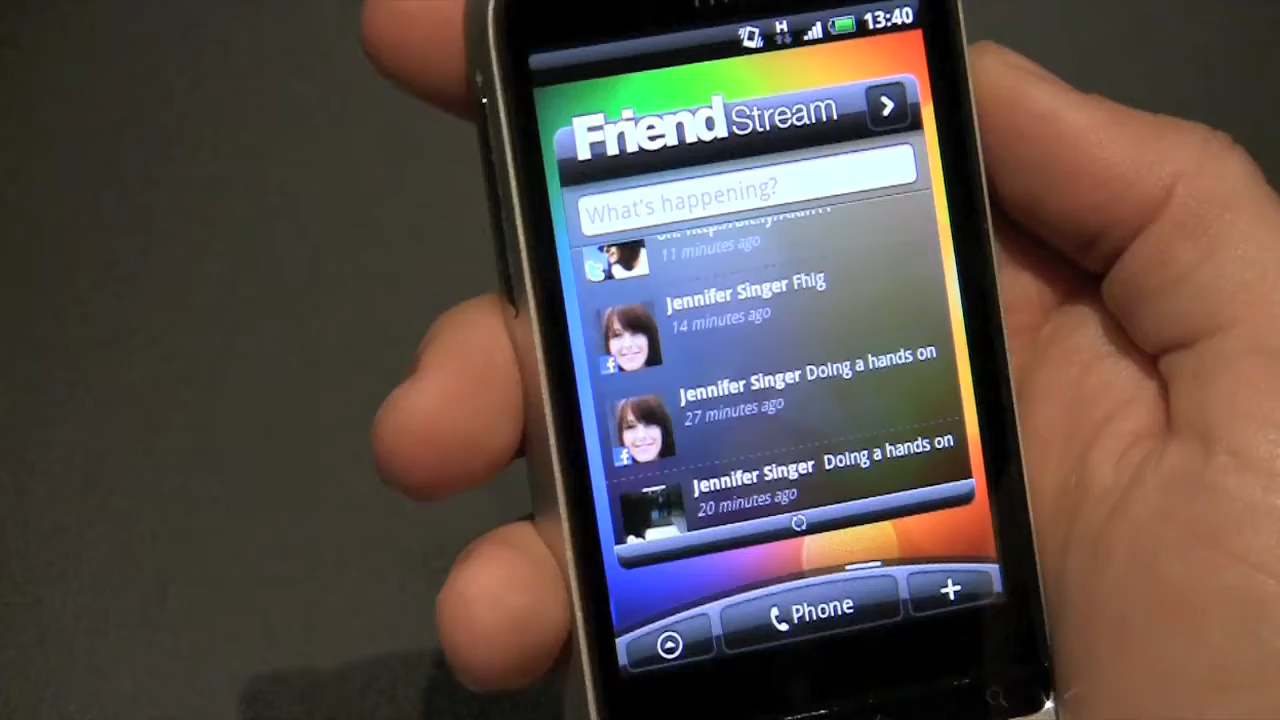 H
13:40
Friend Stream
What's happening?
11 minutes ago
Jennifer Singer Fhlg
14 minutes ago
Jennifer Singer Doing a hands on
27 minutes ago
Jennifer Singer Doing a hands on
20 minutes ago
Phone